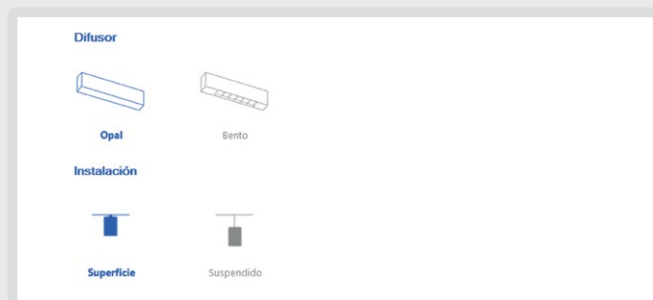 Difusor
Opal Bento
Instalación
Superficie Suspendido